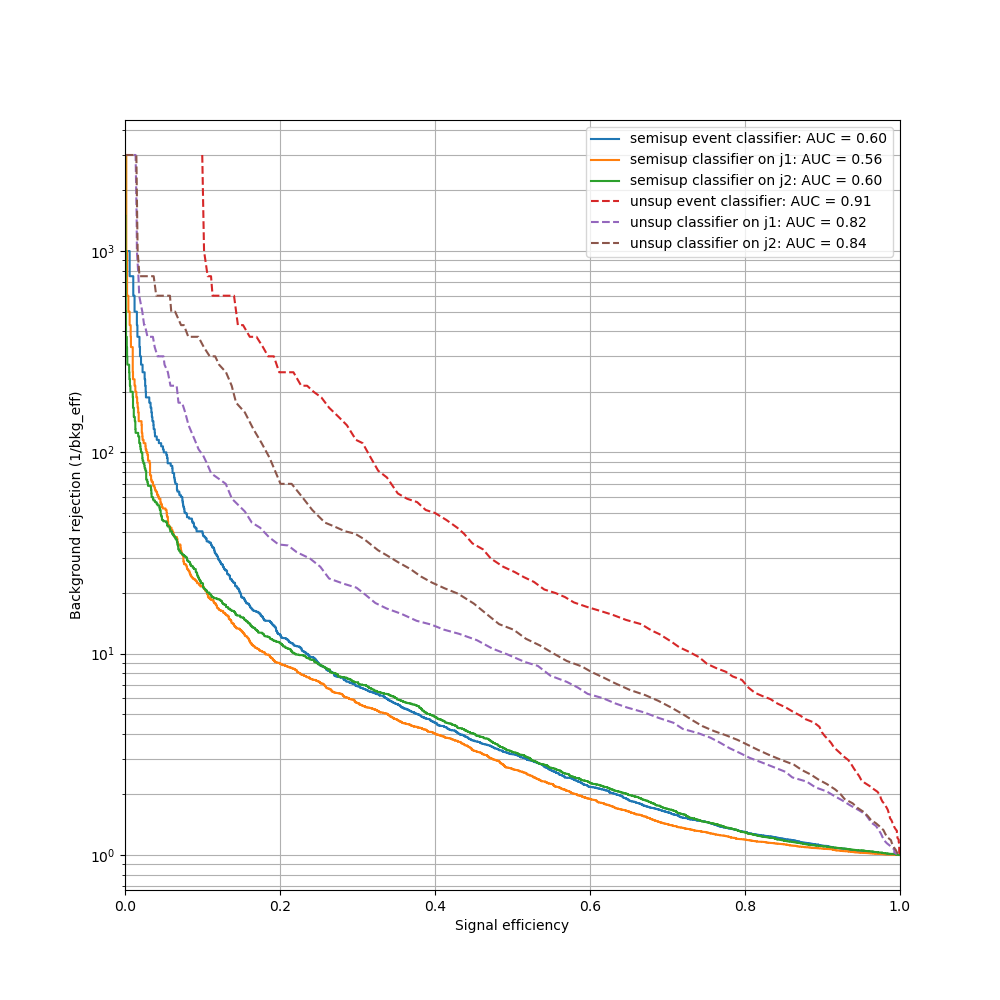 semisup event classifier: AUC = 0.60
semisup classifier on j1: AUC = 0.56
semisup classifier on j2: AUC = 0.60
unsup event classifier: AUC = 0.91
unsup classifier on j1: AUC = 0.82
unsup classifier on j2: AUC = 0.84
Background rejection (1/bkg_eff)
10³
10²
10¹
10⁰
0.0 0.2 0.4 0.6 0.8 1.0
Signal efficiency